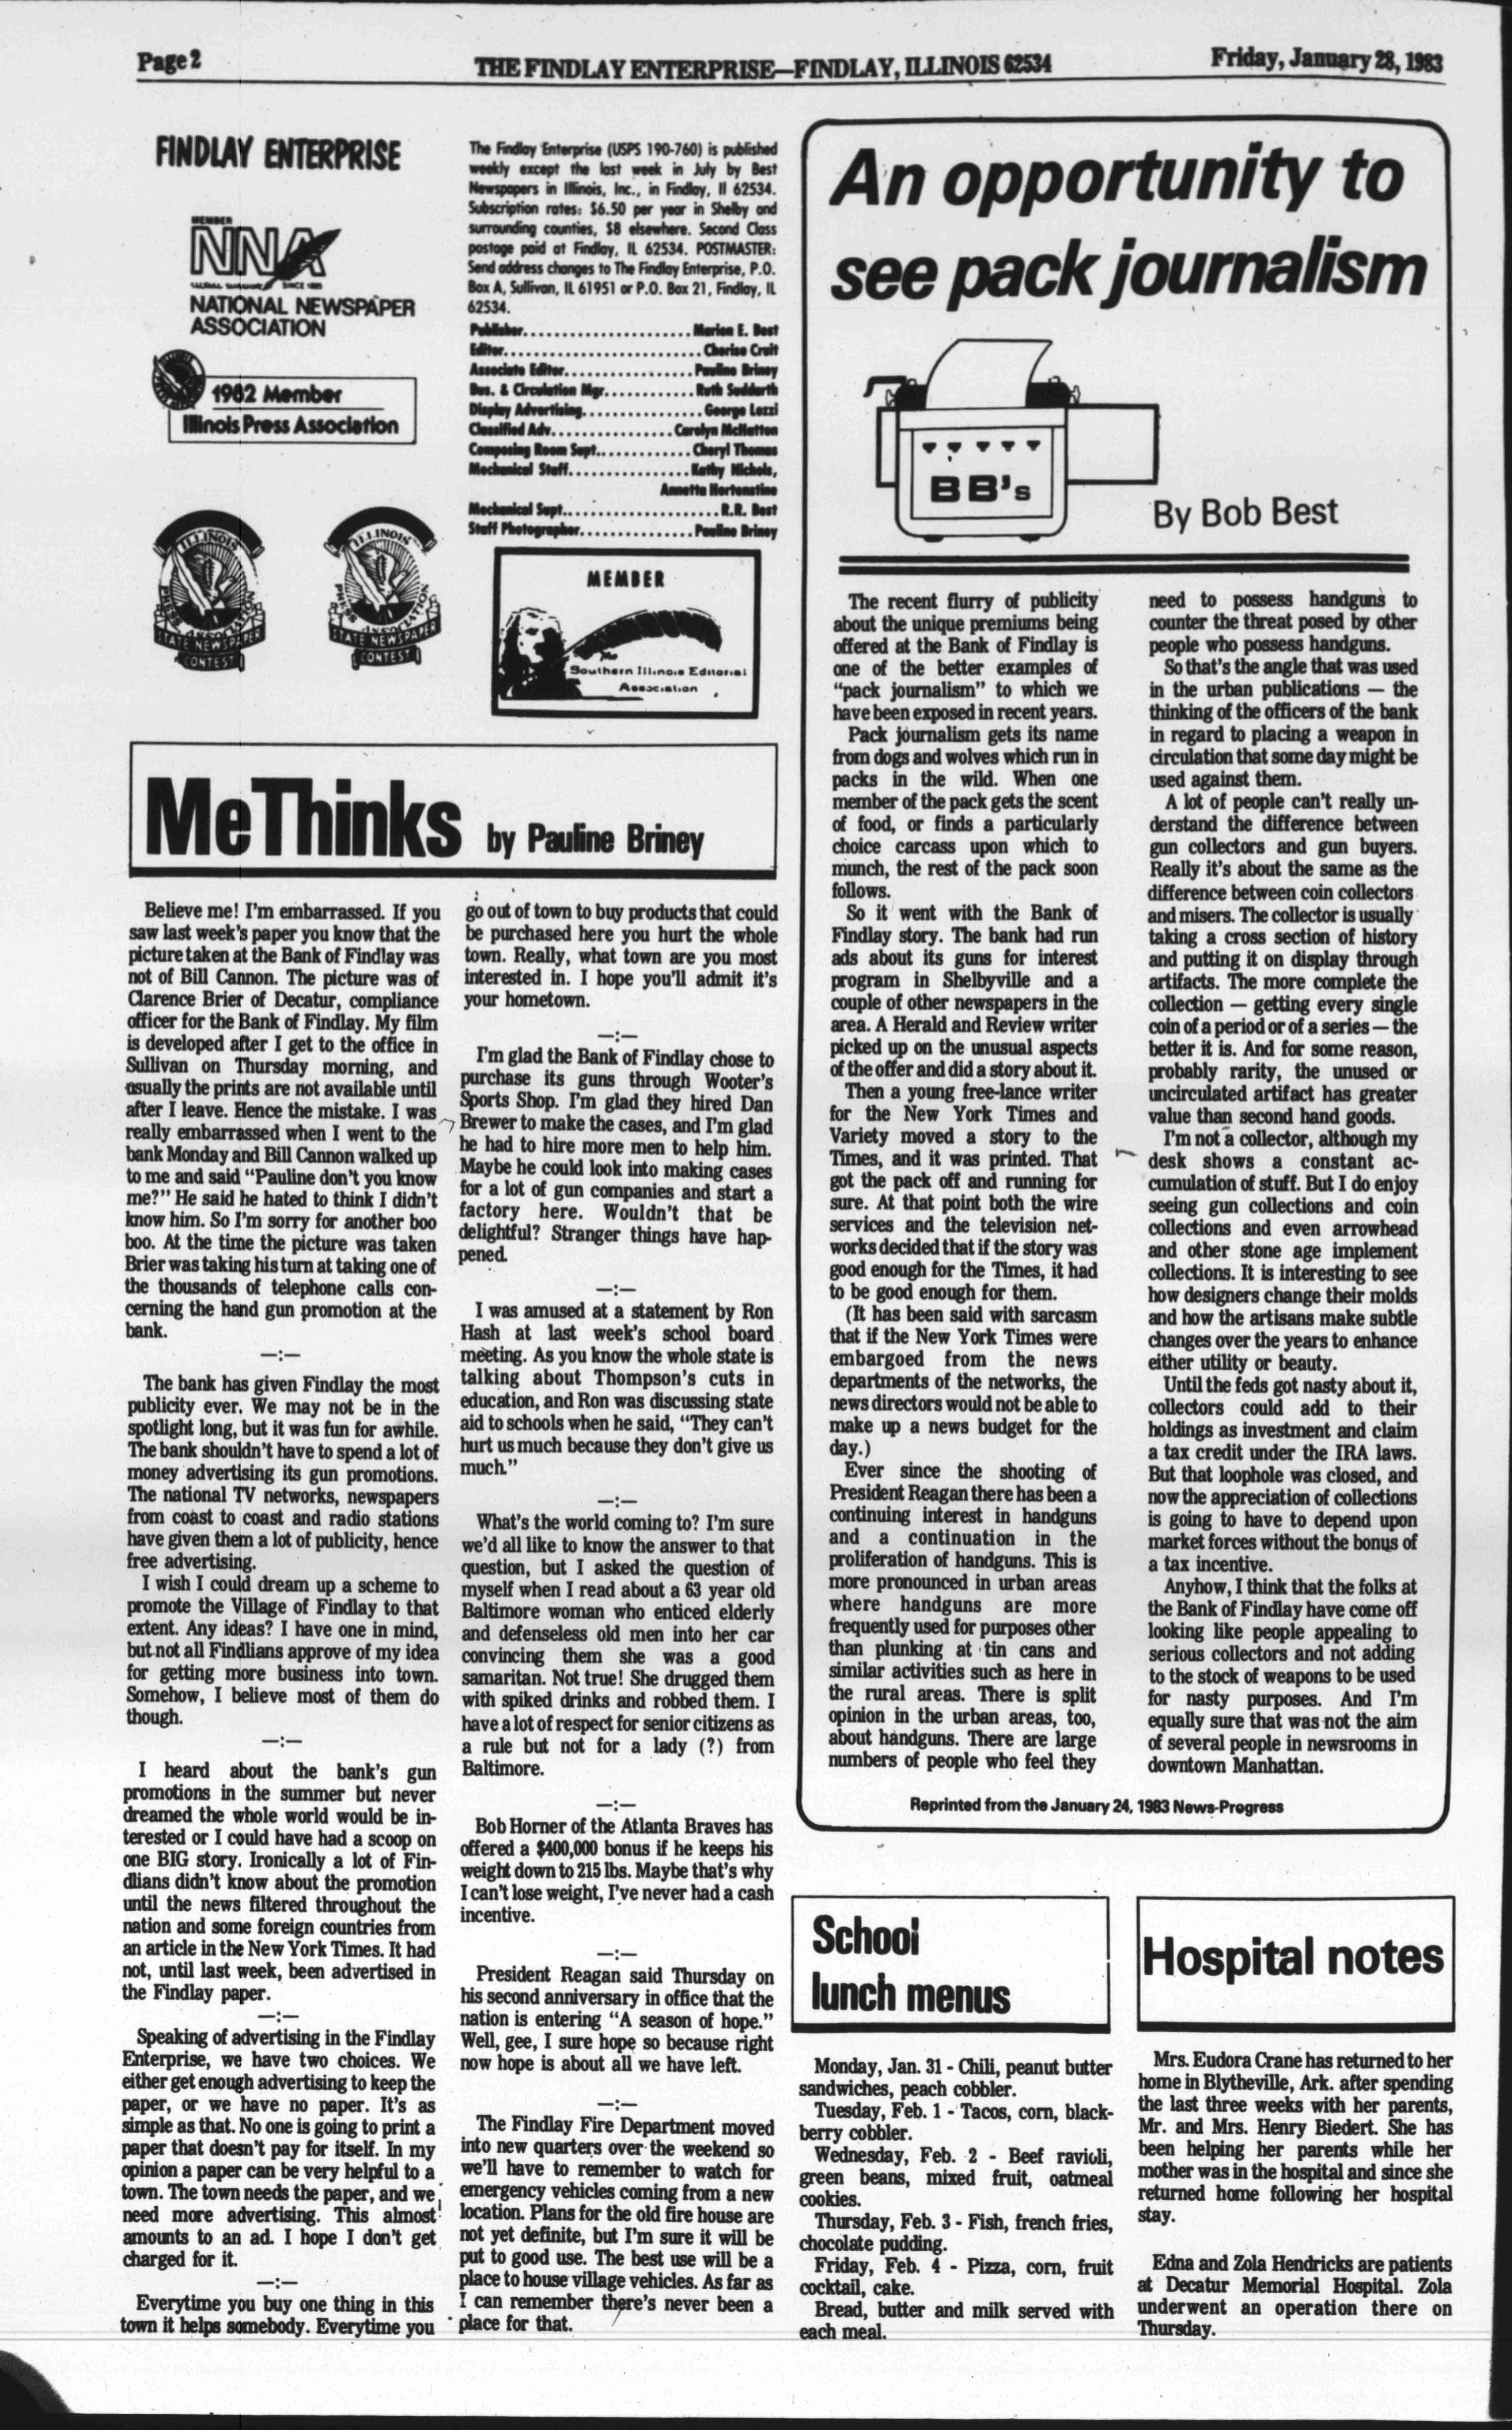 Page 2
THE FINDLAY ENTERPRISE—FINDLAY, ILLINOIS 62534
Friday, January 28, 1983
FINDLAY ENTERPRISE
MEMBER
NNA
SINCE 1885
NATIONAL NEWSPAPER
ASSOCIATION
1982 Member
Illinois Press Association
ILLINOIS
PRESS ASSOCIATION
STATE NEWSPAPER
CONTEST
ILLINOIS
PRESS ASSOCIATION
STATE NEWSPAPER
CONTEST
The Findlay Enterprise (USPS 190-760) is published
weekly except the last week in July by Best
Newspapers in Illinois, Inc., in Findlay, Il 62534.
Subscription rates: $6.50 per year in Shelby and
surrounding counties, $8 elsewhere. Second Class
postage paid at Findlay, IL 62534. POSTMASTER:
Send address changes to The Findlay Enterprise, P.O.
Box A, Sullivan, IL 61951 or P.O. Box 21, Findlay, IL
62534.
Publisher.......................Marion E. Best
Editor...........................Cherise Cruit
Associate Editor.................Pauline Briney
Bus. & Circulation Mgr............Ruth Suddarth
Display Advertising................George Lozzi
Classified Adv................Carolyn McHatton
Composing Room Supt.............Cheryl Thomas
Mechanical Staff................Kathy Nichols,
Annetta Hortenstine
Mechanical Supt.....................R.R. Best
Staff Photographer...............Pauline Briney
MEMBER
The
Southern Illinois Editorial
Association
MeThinks by Pauline Briney
Believe me! I'm embarrassed. If you
saw last week's paper you know that the
picture taken at the Bank of Findlay was
not of Bill Cannon. The picture was of
Clarence Brier of Decatur, compliance
officer for the Bank of Findlay. My film
is developed after I get to the office in
Sullivan on Thursday morning, and
usually the prints are not available until
after I leave. Hence the mistake. I was
really embarrassed when I went to the
bank Monday and Bill Cannon walked up
to me and said "Pauline don't you know
me?" He said he hated to think I didn't
know him. So I'm sorry for another boo
boo. At the time the picture was taken
Brier was taking his turn at taking one of
the thousands of telephone calls con-
cerning the hand gun promotion at the
bank.
—:—
The bank has given Findlay the most
publicity ever. We may not be in the
spotlight long, but it was fun for awhile.
The bank shouldn't have to spend a lot of
money advertising its gun promotions.
The national TV networks, newspapers
from coast to coast and radio stations
have given them a lot of publicity, hence
free advertising.
I wish I could dream up a scheme to
promote the Village of Findlay to that
extent. Any ideas? I have one in mind,
but not all Findlians approve of my idea
for getting more business into town.
Somehow, I believe most of them do
though.
—:—
I heard about the bank's gun
promotions in the summer but never
dreamed the whole world would be in-
terested or I could have had a scoop on
one BIG story. Ironically a lot of Fin-
dlians didn't know about the promotion
until the news filtered throughout the
nation and some foreign countries from
an article in the New York Times. It had
not, until last week, been advertised in
the Findlay paper.
—:—
Speaking of advertising in the Findlay
Enterprise, we have two choices. We
either get enough advertising to keep the
paper, or we have no paper. It's as
simple as that. No one is going to print a
paper that doesn't pay for itself. In my
opinion a paper can be very helpful to a
town. The town needs the paper, and we
need more advertising. This almost
amounts to an ad. I hope I don't get
charged for it.
—:—
Everytime you buy one thing in this
town it helps somebody. Everytime you
go out of town to buy products that could
be purchased here you hurt the whole
town. Really, what town are you most
interested in. I hope you'll admit it's
your hometown.
—:—
I'm glad the Bank of Findlay chose to
purchase its guns through Wooter's
Sports Shop. I'm glad they hired Dan
Brewer to make the cases, and I'm glad
he had to hire more men to help him.
Maybe he could look into making cases
for a lot of gun companies and start a
factory here. Wouldn't that be
delightful? Stranger things have hap-
pened.
—:—
I was amused at a statement by Ron
Hash at last week's school board
meeting. As you know the whole state is
talking about Thompson's cuts in
education, and Ron was discussing state
aid to schools when he said, "They can't
hurt us much because they don't give us
much."
—:—
What's the world coming to? I'm sure
we'd all like to know the answer to that
question, but I asked the question of
myself when I read about a 63 year old
Baltimore woman who enticed elderly
and defenseless old men into her car
convincing them she was a good
samaritan. Not true! She drugged them
with spiked drinks and robbed them. I
have a lot of respect for senior citizens as
a rule but not for a lady (?) from
Baltimore.
—:—
Bob Horner of the Atlanta Braves has
offered a $400,000 bonus if he keeps his
weight down to 215 lbs. Maybe that's why
I can't lose weight, I've never had a cash
incentive.
—:—
President Reagan said Thursday on
his second anniversary in office that the
nation is entering "A season of hope."
Well, gee, I sure hope so because right
now hope is about all we have left.
—:—
The Findlay Fire Department moved
into new quarters over the weekend so
we'll have to remember to watch for
emergency vehicles coming from a new
location. Plans for the old fire house are
not yet definite, but I'm sure it will be
put to good use. The best use will be a
place to house village vehicles. As far as
I can remember there's never been a
place for that.
An opportunity to
see pack journalism
BB's
By Bob Best
The recent flurry of publicity
about the unique premiums being
offered at the Bank of Findlay is
one of the better examples of
"pack journalism" to which we
have been exposed in recent years.
Pack journalism gets its name
from dogs and wolves which run in
packs in the wild. When one
member of the pack gets the scent
of food, or finds a particularly
choice carcass upon which to
munch, the rest of the pack soon
follows.
So it went with the Bank of
Findlay story. The bank had run
ads about its guns for interest
program in Shelbyville and a
couple of other newspapers in the
area. A Herald and Review writer
picked up on the unusual aspects
of the offer and did a story about it.
Then a young free-lance writer
for the New York Times and
Variety moved a story to the
Times, and it was printed. That
got the pack off and running for
sure. At that point both the wire
services and the television net-
works decided that if the story was
good enough for the Times, it had
to be good enough for them.
(It has been said with sarcasm
that if the New York Times were
embargoed from the news
departments of the networks, the
news directors would not be able to
make up a news budget for the
day.)
Ever since the shooting of
President Reagan there has been a
continuing interest in handguns
and a continuation in the
proliferation of handguns. This is
more pronounced in urban areas
where handguns are more
frequently used for purposes other
than plunking at tin cans and
similar activities such as here in
the rural areas. There is split
opinion in the urban areas, too,
about handguns. There are large
numbers of people who feel they
need to possess handguns to
counter the threat posed by other
people who possess handguns.
So that's the angle that was used
in the urban publications — the
thinking of the officers of the bank
in regard to placing a weapon in
circulation that some day might be
used against them.
A lot of people can't really un-
derstand the difference between
gun collectors and gun buyers.
Really it's about the same as the
difference between coin collectors
and misers. The collector is usually
taking a cross section of history
and putting it on display through
artifacts. The more complete the
collection — getting every single
coin of a period or of a series — the
better it is. And for some reason,
probably rarity, the unused or
uncirculated artifact has greater
value than second hand goods.
I'm not a collector, although my
desk shows a constant ac-
cumulation of stuff. But I do enjoy
seeing gun collections and coin
collections and even arrowhead
and other stone age implement
collections. It is interesting to see
how designers change their molds
and how the artisans make subtle
changes over the years to enhance
either utility or beauty.
Until the feds got nasty about it,
collectors could add to their
holdings as investment and claim
a tax credit under the IRA laws.
But that loophole was closed, and
now the appreciation of collections
is going to have to depend upon
market forces without the bonus of
a tax incentive.
Anyhow, I think that the folks at
the Bank of Findlay have come off
looking like people appealing to
serious collectors and not adding
to the stock of weapons to be used
for nasty purposes. And I'm
equally sure that was not the aim
of several people in newsrooms in
downtown Manhattan.
Reprinted from the January 24, 1983 News-Progress
School
lunch menus
Monday, Jan. 31 - Chili, peanut butter
sandwiches, peach cobbler.
Tuesday, Feb. 1 - Tacos, corn, black-
berry cobbler.
Wednesday, Feb. 2 - Beef ravioli,
green beans, mixed fruit, oatmeal
cookies.
Thursday, Feb. 3 - Fish, french fries,
chocolate pudding.
Friday, Feb. 4 - Pizza, corn, fruit
cocktail, cake.
Bread, butter and milk served with
each meal.
Hospital notes
Mrs. Eudora Crane has returned to her
home in Blytheville, Ark. after spending
the last three weeks with her parents,
Mr. and Mrs. Henry Biedert. She has
been helping her parents while her
mother was in the hospital and since she
returned home following her hospital
stay.
Edna and Zola Hendricks are patients
at Decatur Memorial Hospital. Zola
underwent an operation there on
Thursday.